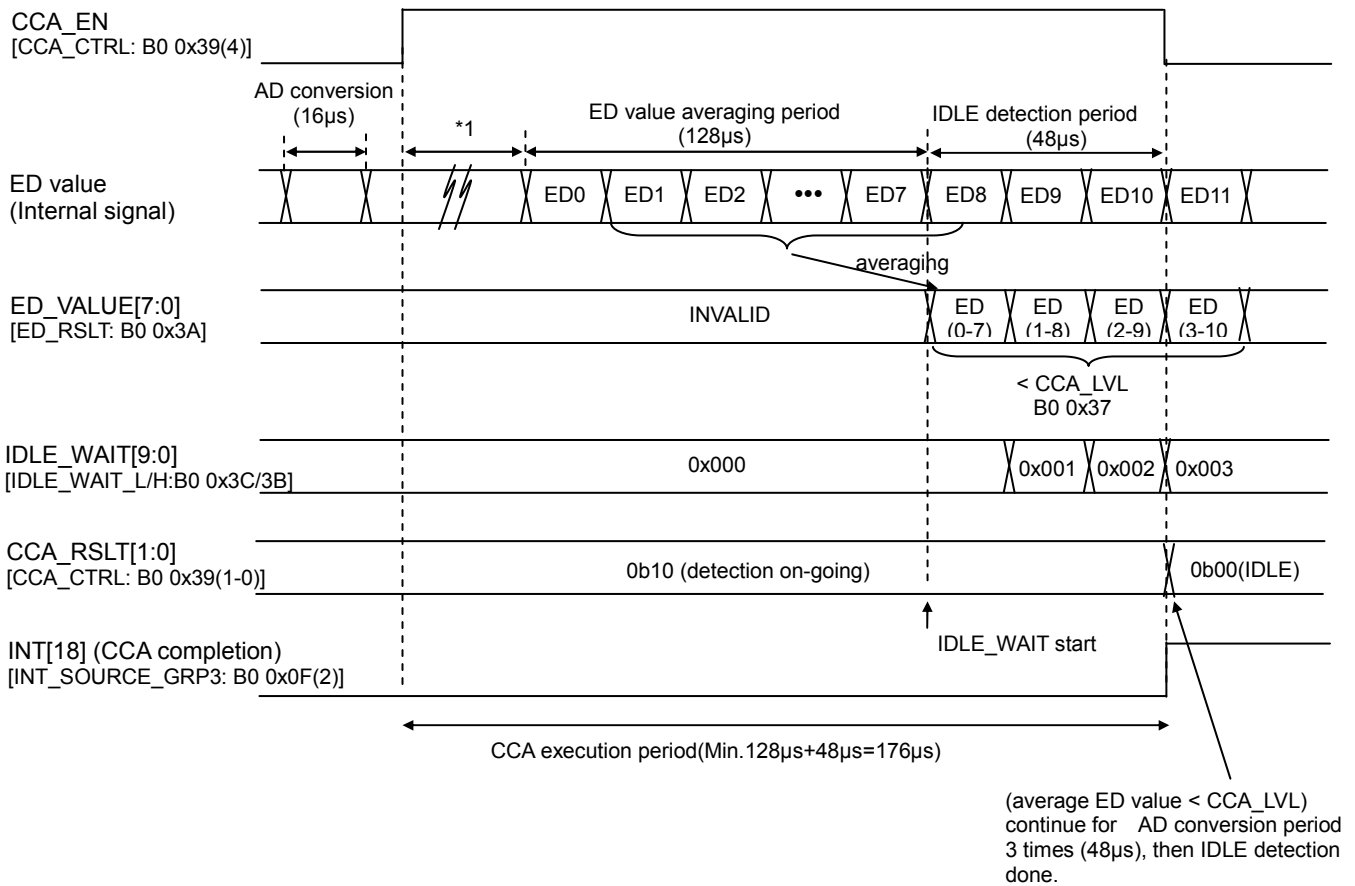 CCA_EN
[CCA_CTRL: B0 0x39(4)]
AD conversion
(16µs)
*1
ED value averaging period
(128µs)
IDLE detection period
(48µs)
ED value
(Internal signal)
ED0 ED1 ED2 ••• ED7 ED8 ED9 ED10 ED11
averaging
ED_VALUE[7:0]
[ED_RSLT: B0 0x3A]
INVALID
ED
(0-7)
ED
(1-8)
ED
(2-9)
ED
(3-10
< CCA_LVL
B0 0x37
IDLE_WAIT[9:0]
[IDLE_WAIT_L/H:B0 0x3C/3B]
0x000 0x001 0x002 0x003
CCA_RSLT[1:0]
[CCA_CTRL: B0 0x39(1-0)]
0b10 (detection on-going)
0b00(IDLE)
IDLE_WAIT start
INT[18] (CCA completion)
[INT_SOURCE_GRP3: B0 0x0F(2)]
CCA execution period(Min.128µs+48µs=176µs)
(average ED value < CCA_LVL)
continue for AD conversion period
3 times (48µs), then IDLE detection
done.